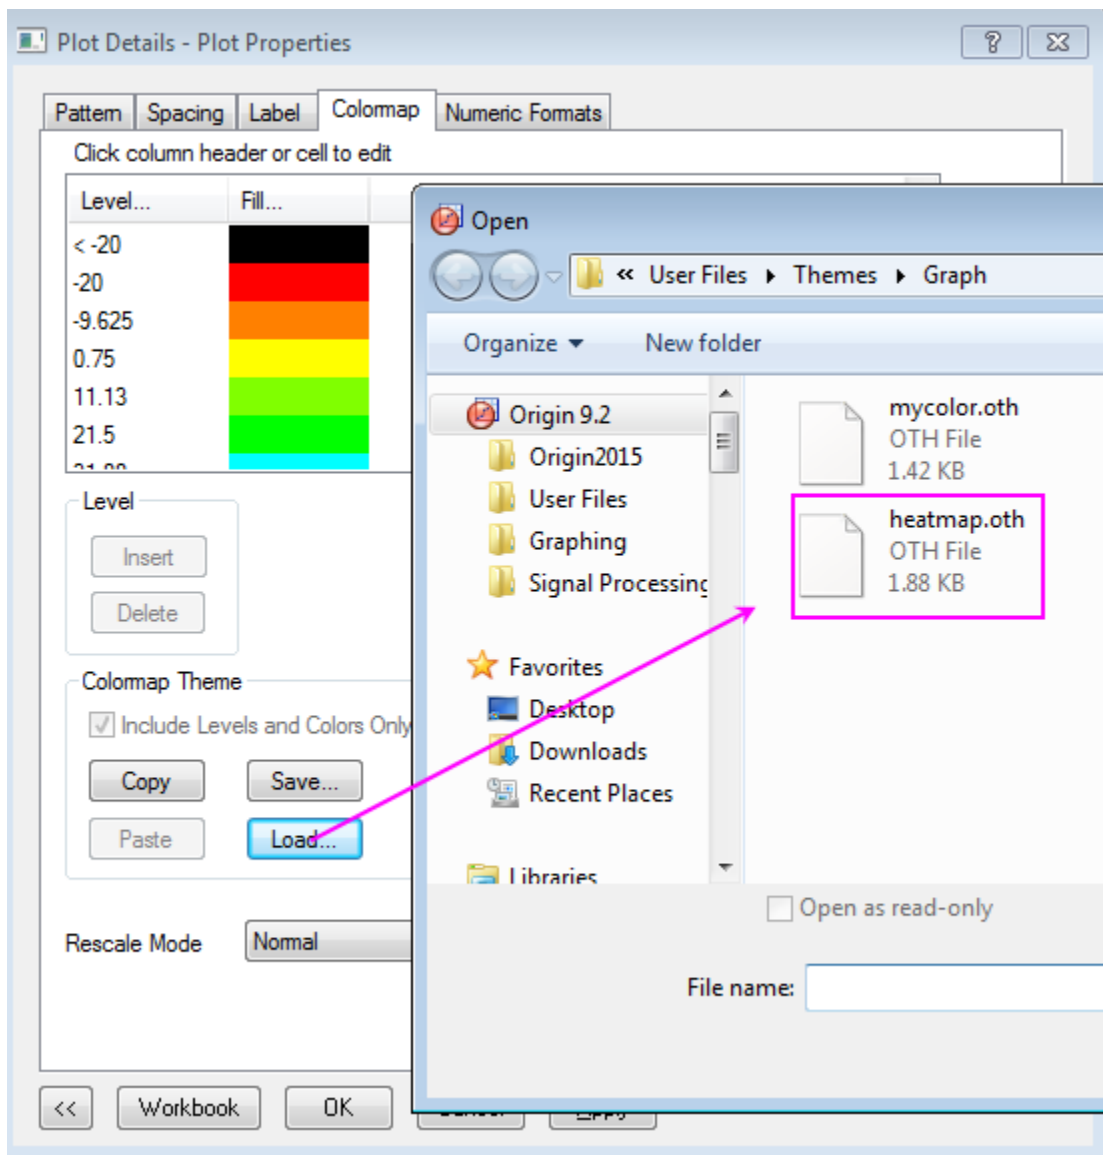 Plot Details - Plot Properties
Pattern Spacing Label Colormap Numeric Formats
Click column header or cell to edit
Level... Fill...
< -20
-20
-9.625
0.75
11.13
21.5
Level
Insert
Delete
Colormap Theme
Include Levels and Colors Only
Copy Save...
Paste Load...
Rescale Mode Normal
<< Workbook OK
Open
« User Files Themes Graph
Organize New folder
Origin 9.2
Origin2015
User Files
Graphing
Signal Processing
Favorites
Desktop
Downloads
Recent Places
Libraries
mycolor.oth
OTH File
1.42 KB
heatmap.oth
OTH File
1.88 KB
Open as read-only
File name: